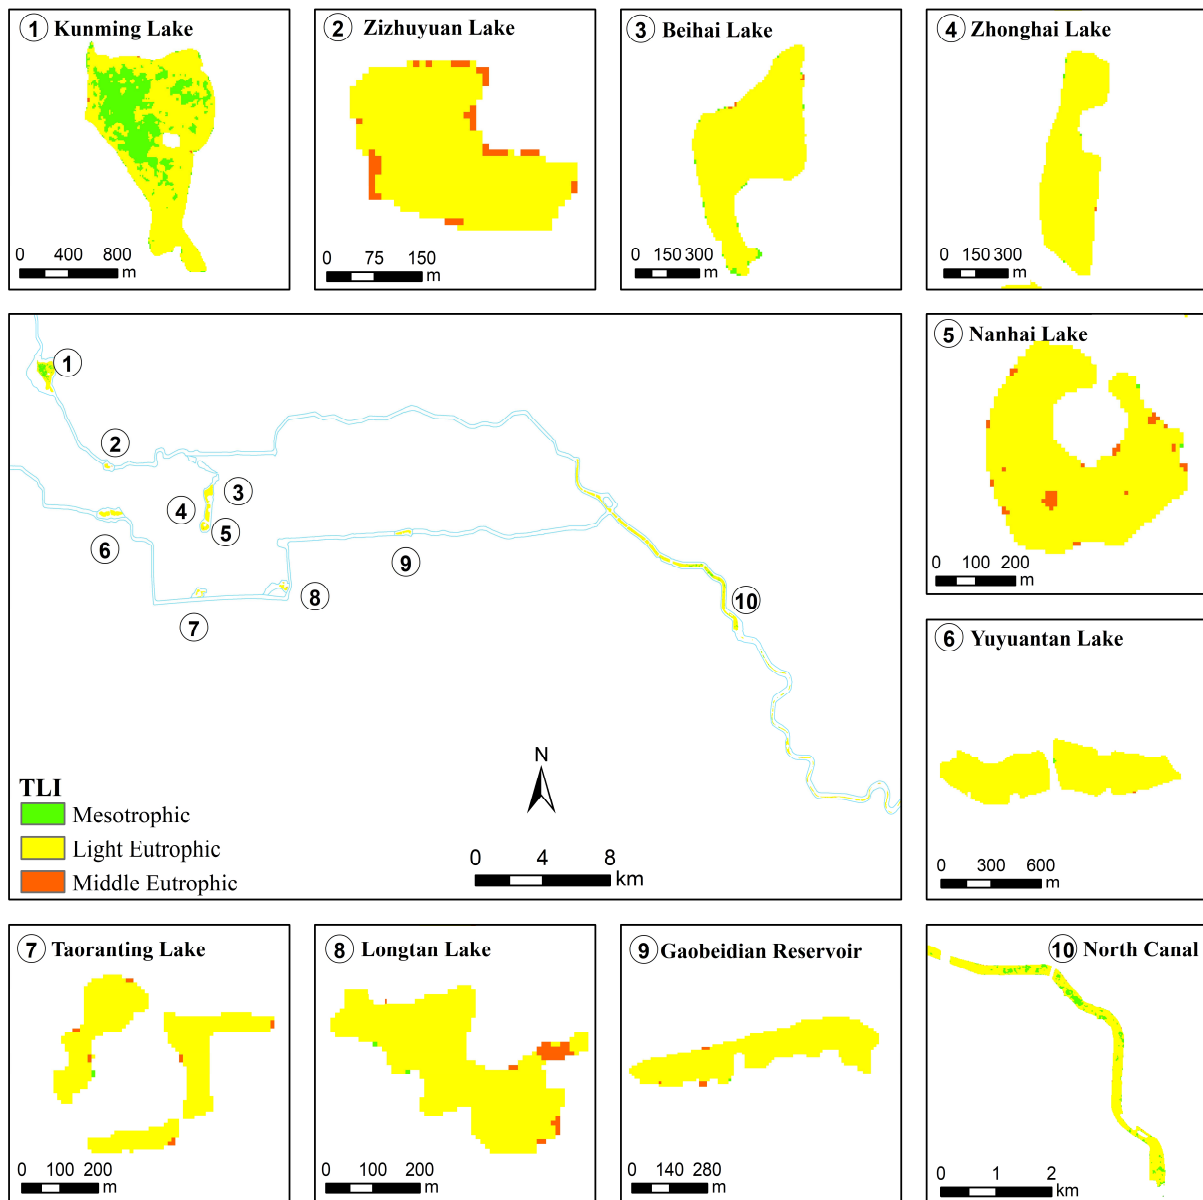 1 Kunming Lake
0 400 800
m
2 Zizhuyuan Lake
0 75 150
m
3 Beihai Lake
0 150 300
m
4 Zhonghai Lake
0 150 300
m
1
2
3
4
5
6
7
8
9
10
N
TLI
Mesotrophic
Light Eutrophic
Middle Eutrophic
0 4 8
km
5 Nanhai Lake
0 100 200
m
6 Yuyuantan Lake
0 300 600
m
7 Taoranting Lake
0 100 200
m
8 Longtan Lake
0 100 200
m
9 Gaobeidian Reservoir
0 140 280
m
10 North Canal
0 1 2
km